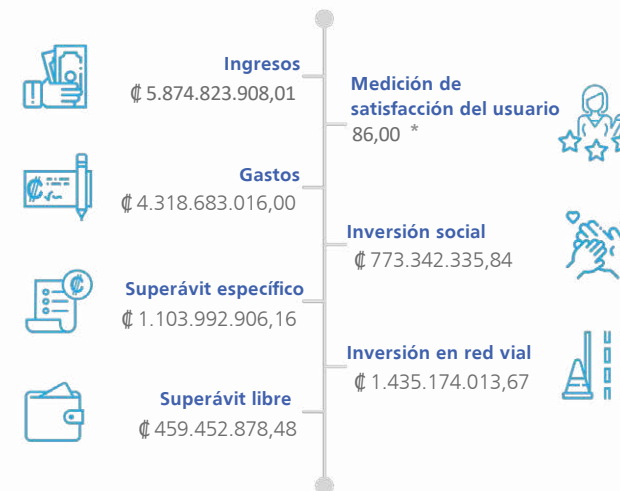 Ingresos
₡ 5.874.823.908,01
Medición de
satisfacción del usuario
86,00 *
Gastos
₡ 4.318.683.016,00
Inversión social
₡ 773.342.335,84
Superávit específico
₡ 1.103.992.906,16
Inversión en red vial
₡ 1.435.174.013,67
Superávit libre
₡ 459.452.878,48